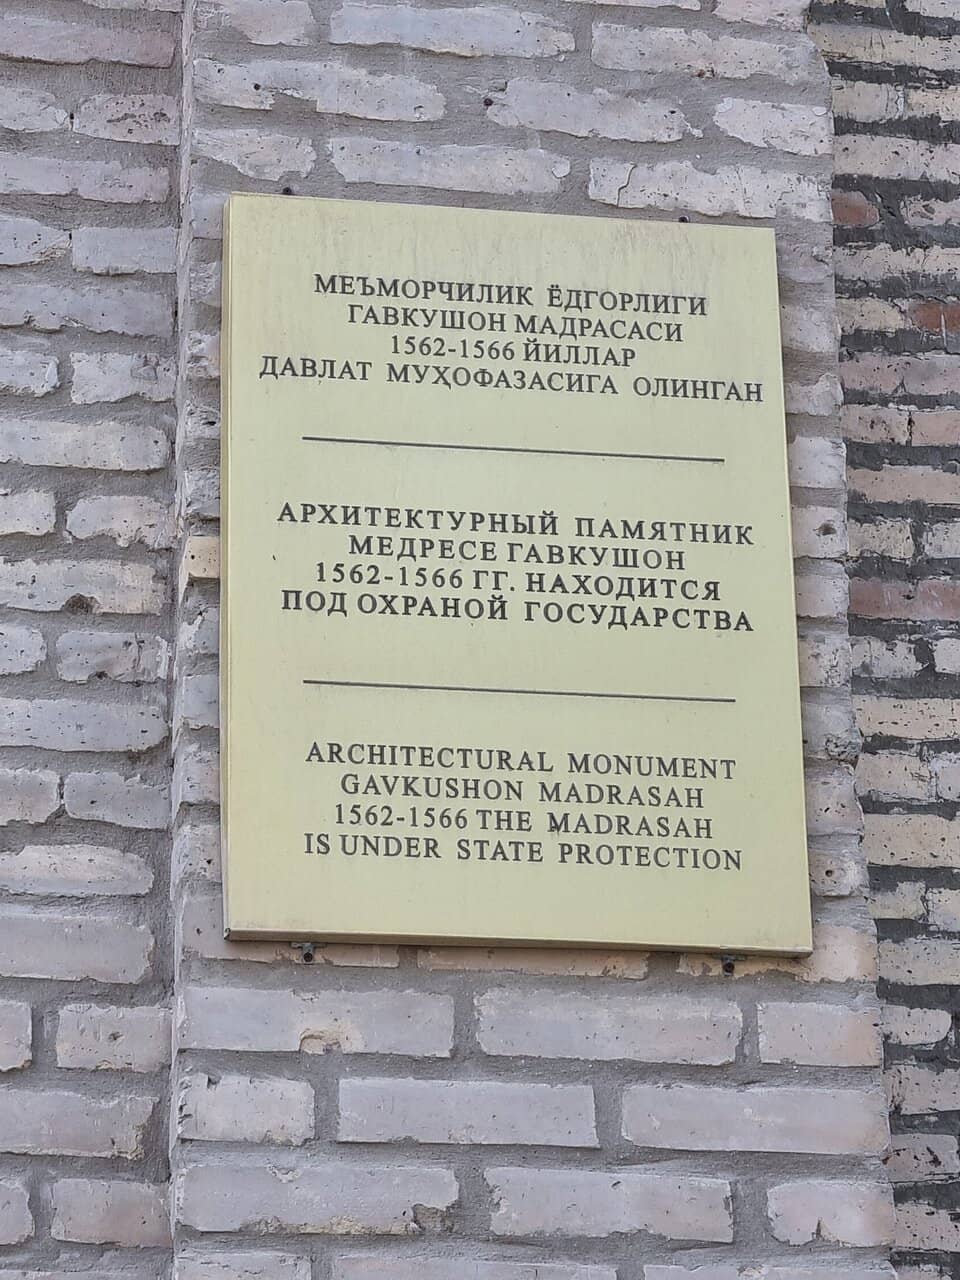 МЕЪМОРЧИЛИК ЁДГОРЛИГИ
ГАВКУШОН МАДРАСАСИ
1562-1566 ЙИЛЛАР
ДАВЛАТ МУҲОФАЗАСИГА ОЛИНГАН
АРХИТЕКТУРНЫЙ ПАМЯТНИК
МЕДРЕСЕ ГАВКУШОН
1562-1566 ГГ. НАХОДИТСЯ
ПОД ОХРАНОЙ ГОСУДАРСТВА
ARCHITECTURAL MONUMENT
GAVKUSHON MADRASAH
1562-1566 THE MADRASAH
IS UNDER STATE PROTECTION